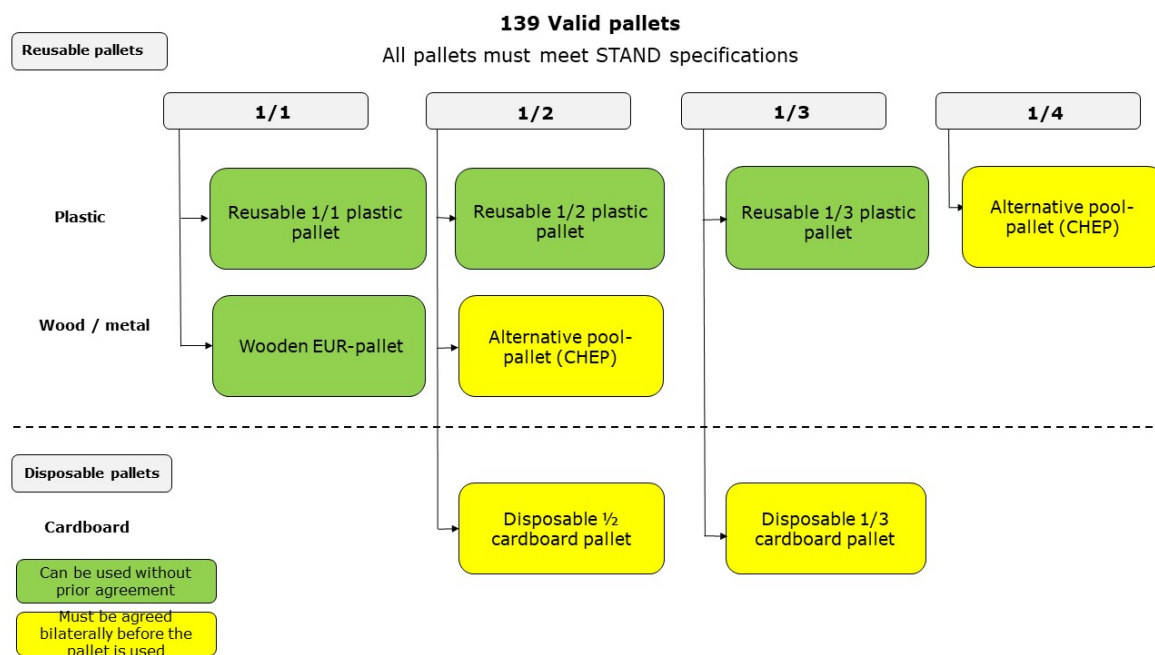 139 Valid pallets
Reusable pallets
All pallets must meet STAND specifications
1/1
1/2
1/3
1/4
Plastic
Reusable 1/1 plastic
pallet
Reusable 1/2 plastic
pallet
Reusable 1/3 plastic
pallet
Alternative pool-
pallet (CHEP)
Wood / metal
Wooden EUR-pallet
Alternative pool-
pallet (CHEP)
Disposable pallets
Cardboard
Disposable ½
cardboard pallet
Disposable 1/3
cardboard pallet
Can be used without
prior agreement
Must be agreed
bilaterally before the
pallet is used